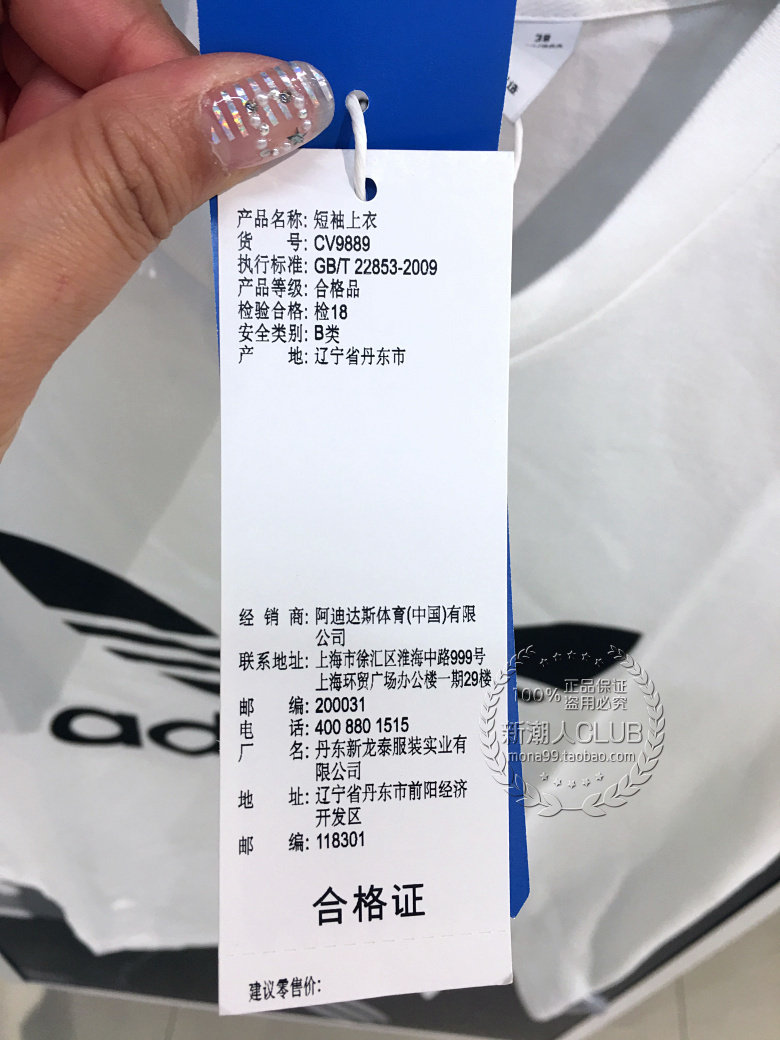 产品名称: 短袖上衣
货 号: CV9889
执行标准: GB/T 22853-2009
产品等级: 合格品
检验合格: 检18
安全类别: B类
产 地: 辽宁省丹东市
经 销 商: 阿迪达斯体育(中国)有限
公司
联系地址: 上海市徐汇区淮海中路999号
上海环贸广场办公楼一期29楼
邮 编: 200031
电 话: 400 880 1515
厂 名: 丹东新龙泰服装实业有
限公司
地 址: 辽宁省丹东市前阳经济
开发区
邮 编: 118301
合格证
建议零售价:
ad
100% 正品保证
盗用必究
新潮人CLUB
mona99.taobao.com